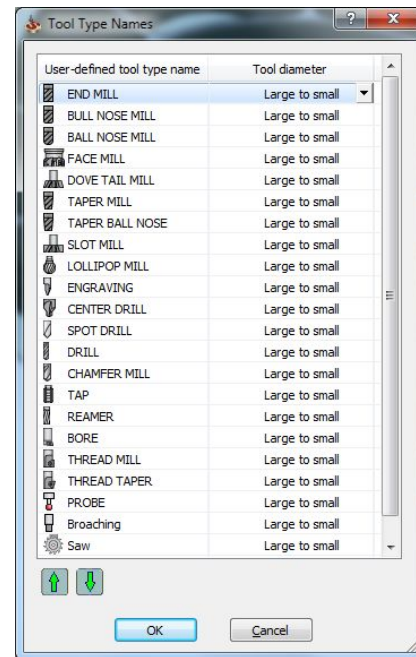 Tool Type Names
User-defined tool type name Tool diameter
END MILL Large to small
BULL NOSE MILL Large to small
BALL NOSE MILL Large to small
FACE MILL Large to small
DOVE TAIL MILL Large to small
TAPER MILL Large to small
TAPER BALL NOSE Large to small
SLOT MILL Large to small
LOLLIPOP MILL Large to small
ENGRAVING Large to small
CENTER DRILL Large to small
SPOT DRILL Large to small
DRILL Large to small
CHAMFER MILL Large to small
TAP Large to small
REAMER Large to small
BORE Large to small
THREAD MILL Large to small
THREAD TAPER Large to small
PROBE Large to small
Broaching Large to small
Saw Large to small
OK Cancel